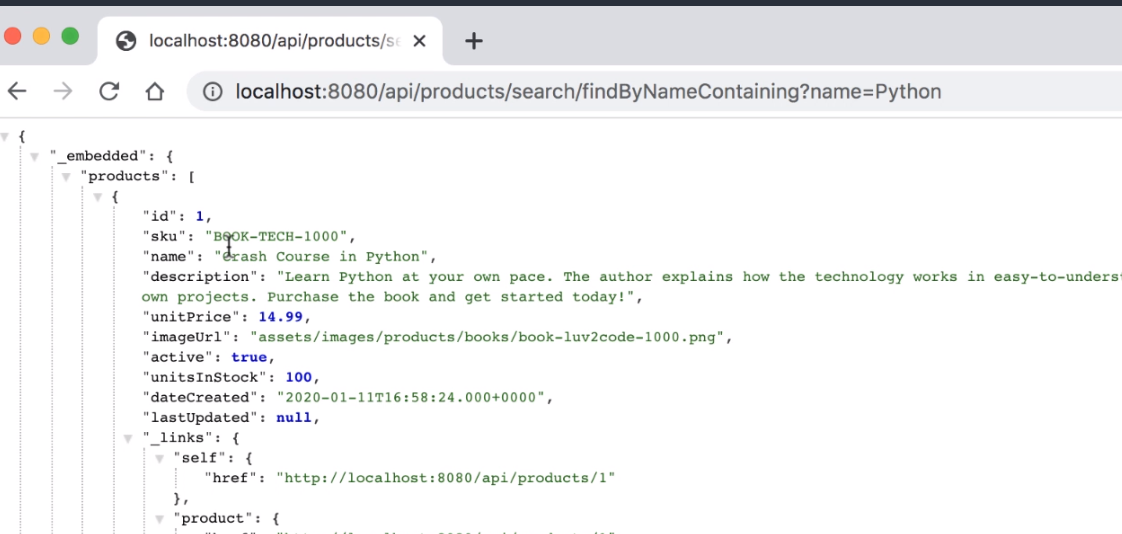 localhost:8080/api/products/se
localhost:8080/api/products/search/findByNameContaining?name=Python
{
"_embedded": {
"products": [
{
"id": 1,
"sku": "BOOK-TECH-1000",
"name": "Crash Course in Python",
"description": "Learn Python at your own pace. The author explains how the technology works in easy-to-unders
own projects. Purchase the book and get started today!",
"unitPrice": 14.99,
"imageUrl": "assets/images/products/books/book-luv2code-1000.png",
"active": true,
"unitsInStock": 100,
"dateCreated": "2020-01-11T16:58:24.000+0000",
"lastUpdated": null,
"_links": {
"self": {
"href": "http://localhost:8080/api/products/1"
},
"product": {